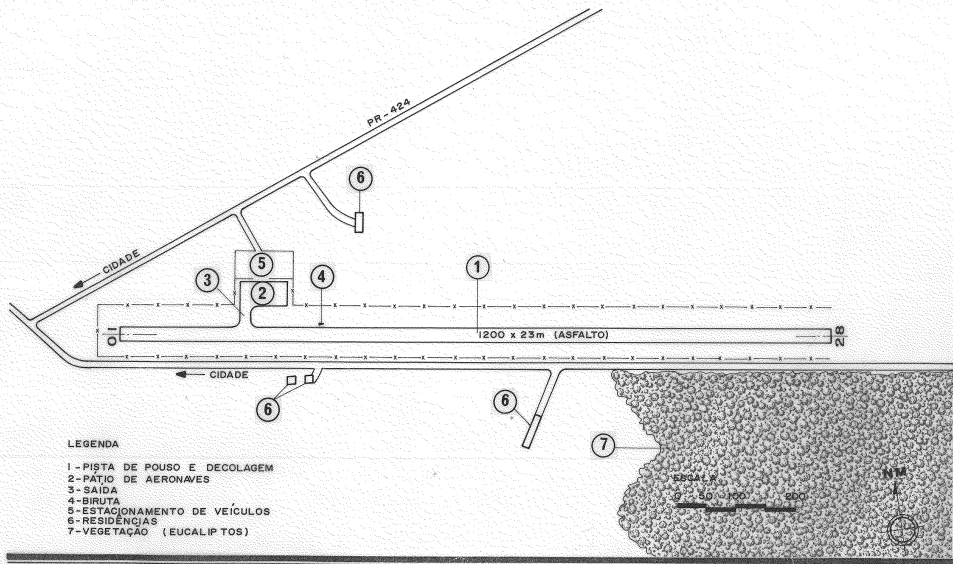 PR-424
6
CIDADE
5
3
2
4
1
01
1200 x 23m (ASFALTO)
28
CIDADE
6
6
7
LEGENDA
1-PISTA DE POUSO E DECOLAGEM
2-PÁTIO DE AERONAVES
3-SAÍDA
4-BIRUTA
5-ESTACIONAMENTO DE VEÍCULOS
6-RESIDÊNCIAS
7-VEGETAÇÃO (EUCALIPTOS)
ESCALA
0 50 100 200
NM